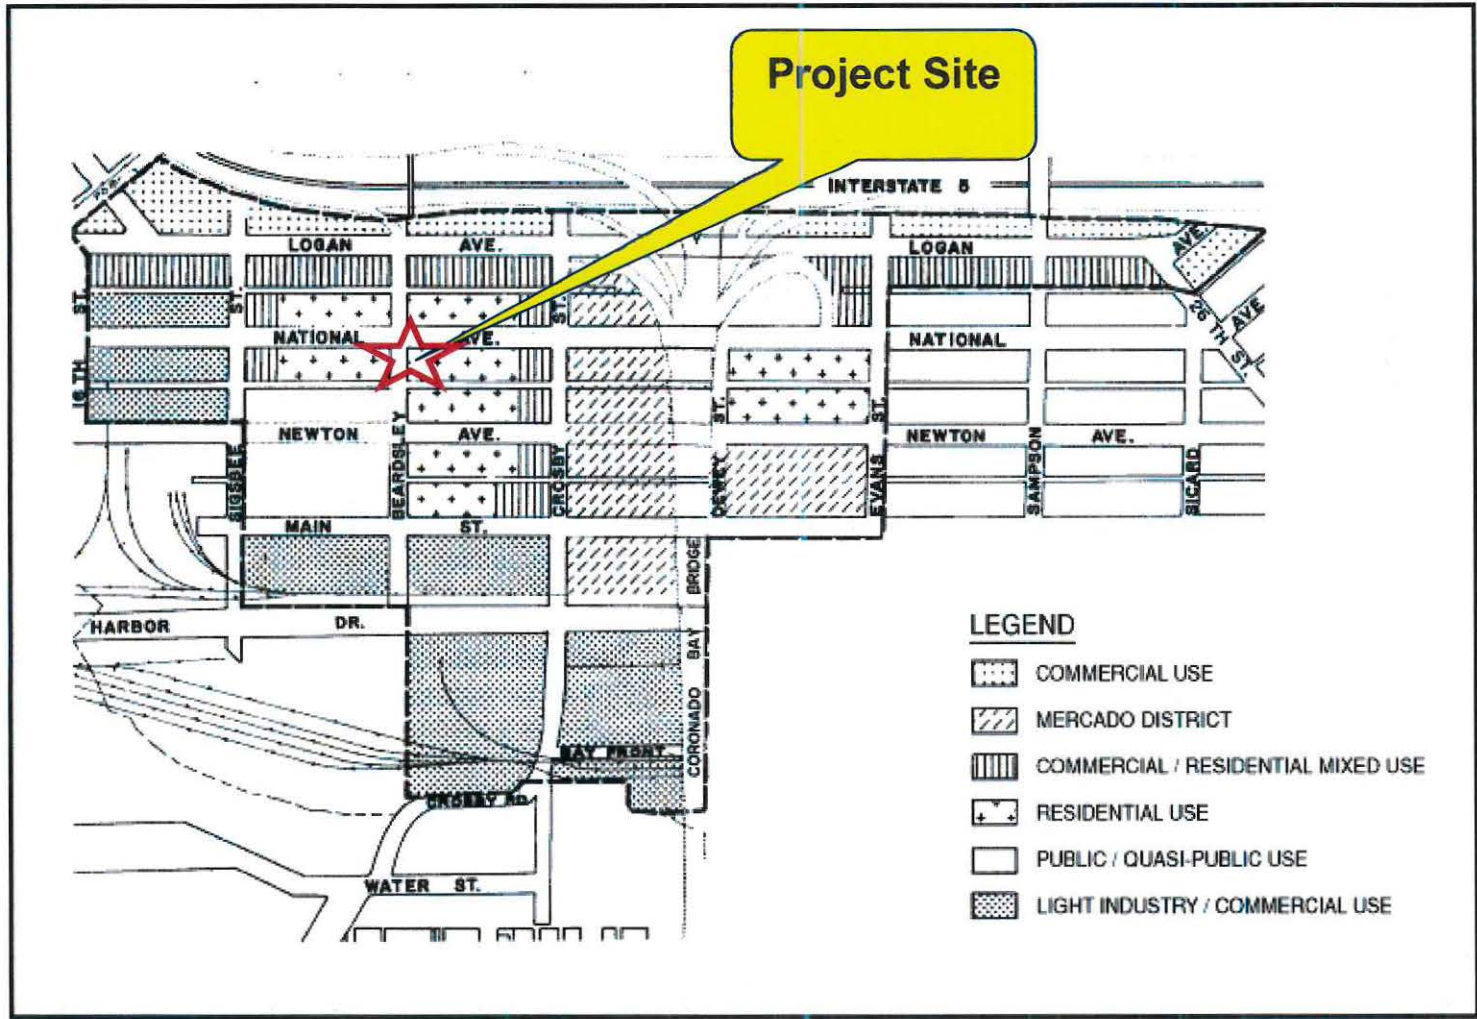 Project Site
INTERSTATE 5
LOGAN AVE. LOGAN AVE.
16 TH ST.
ST.
ST.
NATIONAL AVE. NATIONAL AVE
26 TH ST
NEWTON AVE. NEWTON AVE.
SIGSBEE
BEARDSLEY
CROSBY
DEWEY ST.
EVANS ST.
SAMPSON
SICARD
MAIN ST.
HARBOR DR.
CORONADO BAY BRIDGE
BAY FRONT
CROSBY RD.
WATER ST.
LEGEND
COMMERCIAL USE
MERCADO DISTRICT
COMMERCIAL / RESIDENTIAL MIXED USE
RESIDENTIAL USE
PUBLIC / QUASI-PUBLIC USE
LIGHT INDUSTRY / COMMERCIAL USE